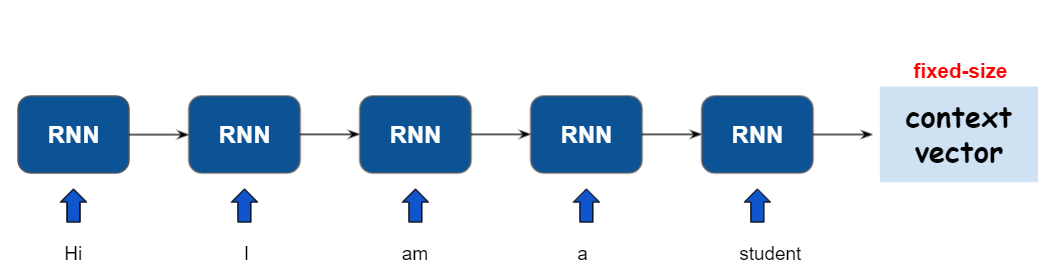 fixed-size
RNN RNN RNN RNN RNN
context
vector
Hi I am a student